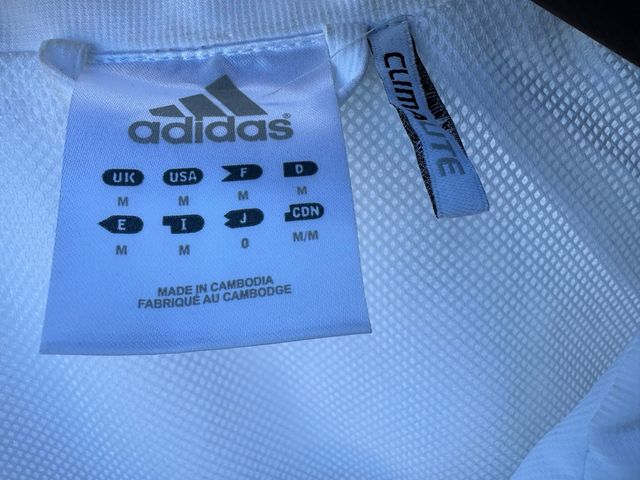 adidas®
UK USA F D
M M M M
E I J CDN
M M O M/M
MADE IN CAMBODIA
FABRIQUÉ AU CAMBODGE
CLIMALITE